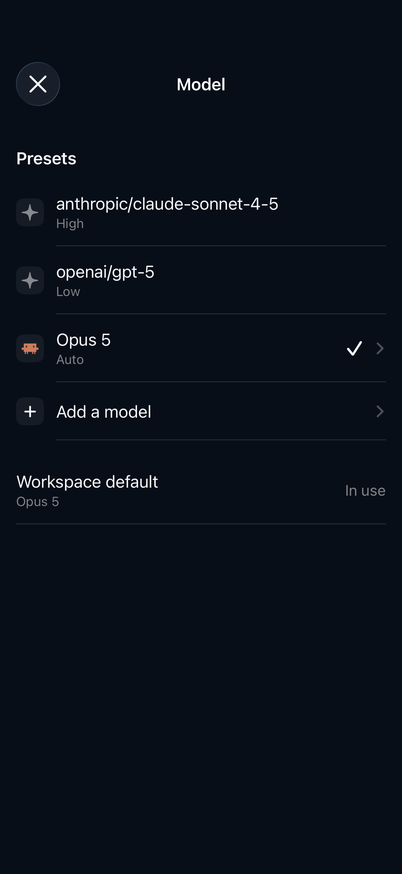 Model
Presets
anthropic/claude-sonnet-4-5
High
openai/gpt-5
Low
Opus 5
Auto
Add a model
Workspace default
Opus 5
In use